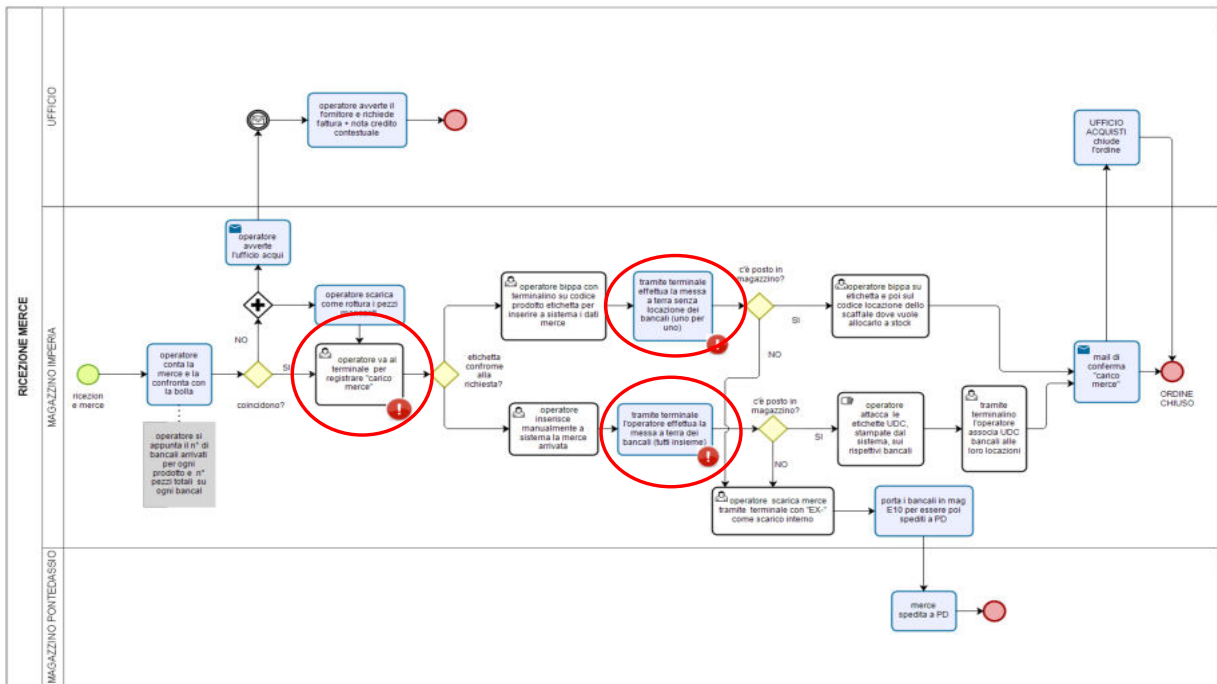 RICEZIONE MERCE
UFFICIO
operatore avverte il
fornitore e richiede
fattura + nota credito
contestuale
UFFICIO
ACQUISTI
chiude
l'ordine
MAGAZZINO IMPERIA
operatore
avverte
l'ufficio acqui
operatore scarica
come rottura i pezzi
NO
SI
coincidono?
ricezion
e merce
operatore
conta la
merce e la
confronta con
la bolla
operatore si
appunta il n° di
bancali arrivati
per ogni
prodotto e n°
pezzi totali su
ogni bancal
operatore va al
terminale per
registrare "carico
merce"
etichetta
confrome
alla
richiesta?
operatore bippa con
terminalino su codice
prodotto etichetta per
inserire a sistema i dati
merce
tramite terminale
effettua la messa
a terra senza
locazione dei
bancali (uno per
uno)
c'è posto in
magazzino?
SI
NO
operatore bippa su
etichetta e poi sul
codice locazione dello
scaffale dove vuole
allocarlo a stock
operatore
inserisce
manualmente a
sistema la merce
arrivata
tramite terminale
l'operatore effettua la
messa a terra dei
bancali (tutti insieme)
c'è posto in
magazzino?
SI
NO
operatore
attacca le
etichette UDC,
stampate dal
sistema, sui
rispettivi bancali
tramite
terminalino
l'operatore
associa UDC
bancali alle
loro locazioni
mail di
conferma
"carico
merce"
ORDINE
CHIUSO
operatore scarica merce
tramite terminale con "EX-"
come scarico interno
porta i bancali in mag
E10 per essere poi
spediti a PD
MAGAZZINO PONTEDASSIO
merce
spedita a PD